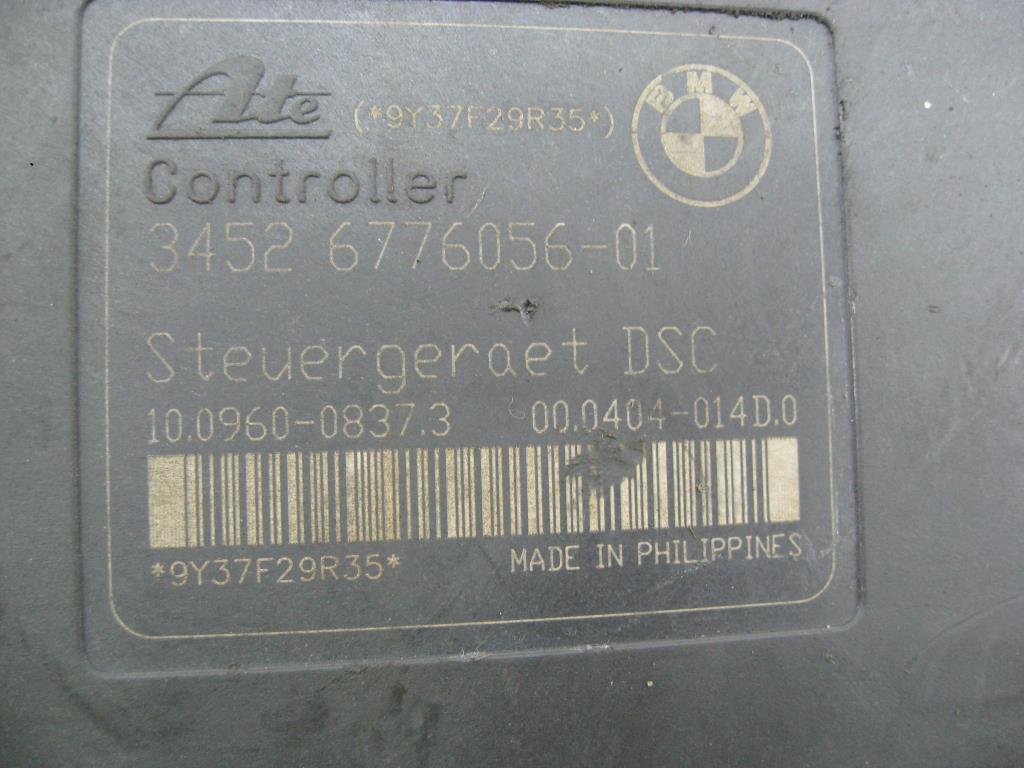 Ate (*9Y37F29R35*) BMW
Controller
3452 6776056-01
Steuergeraet DSC
10.0960-0837.3 00.0404-014D.0
*9Y37F29R35* MADE IN PHILIPPINES